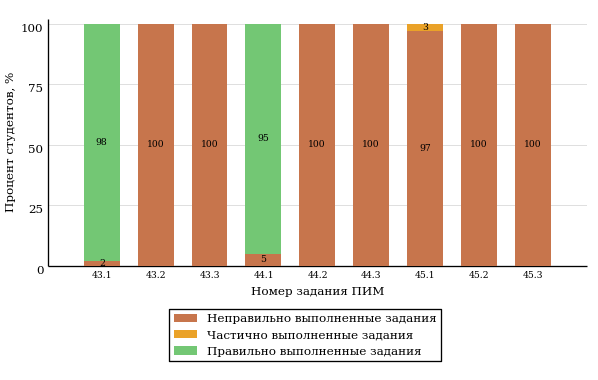 Процент студентов, %
100
75
50
25
0
98
2
100
100
95
5
100
100
3
97
100
100
43.1 43.2 43.3 44.1 44.2 44.3 45.1 45.2 45.3
Номер задания ПИМ
Неправильно выполненные задания
Частично выполненные задания
Правильно выполненные задания